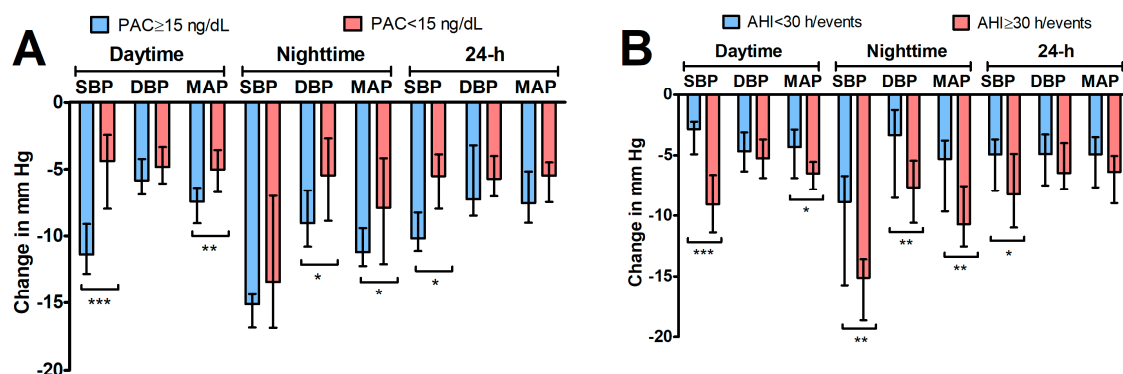 A
PAC≥15 ng/dL PAC<15 ng/dL
Daytime Nighttime 24-h
SBP DBP MAP SBP DBP MAP SBP DBP MAP
Change in mm Hg
0
-5
-10
-15
-20
***
**
*
*
*
B
AHI<30 h/events AHI≥30 h/events
Daytime Nighttime 24-h
SBP DBP MAP SBP DBP MAP SBP DBP MAP
Change in mm Hg
0
-5
-10
-15
-20
***
*
**
**
**
*